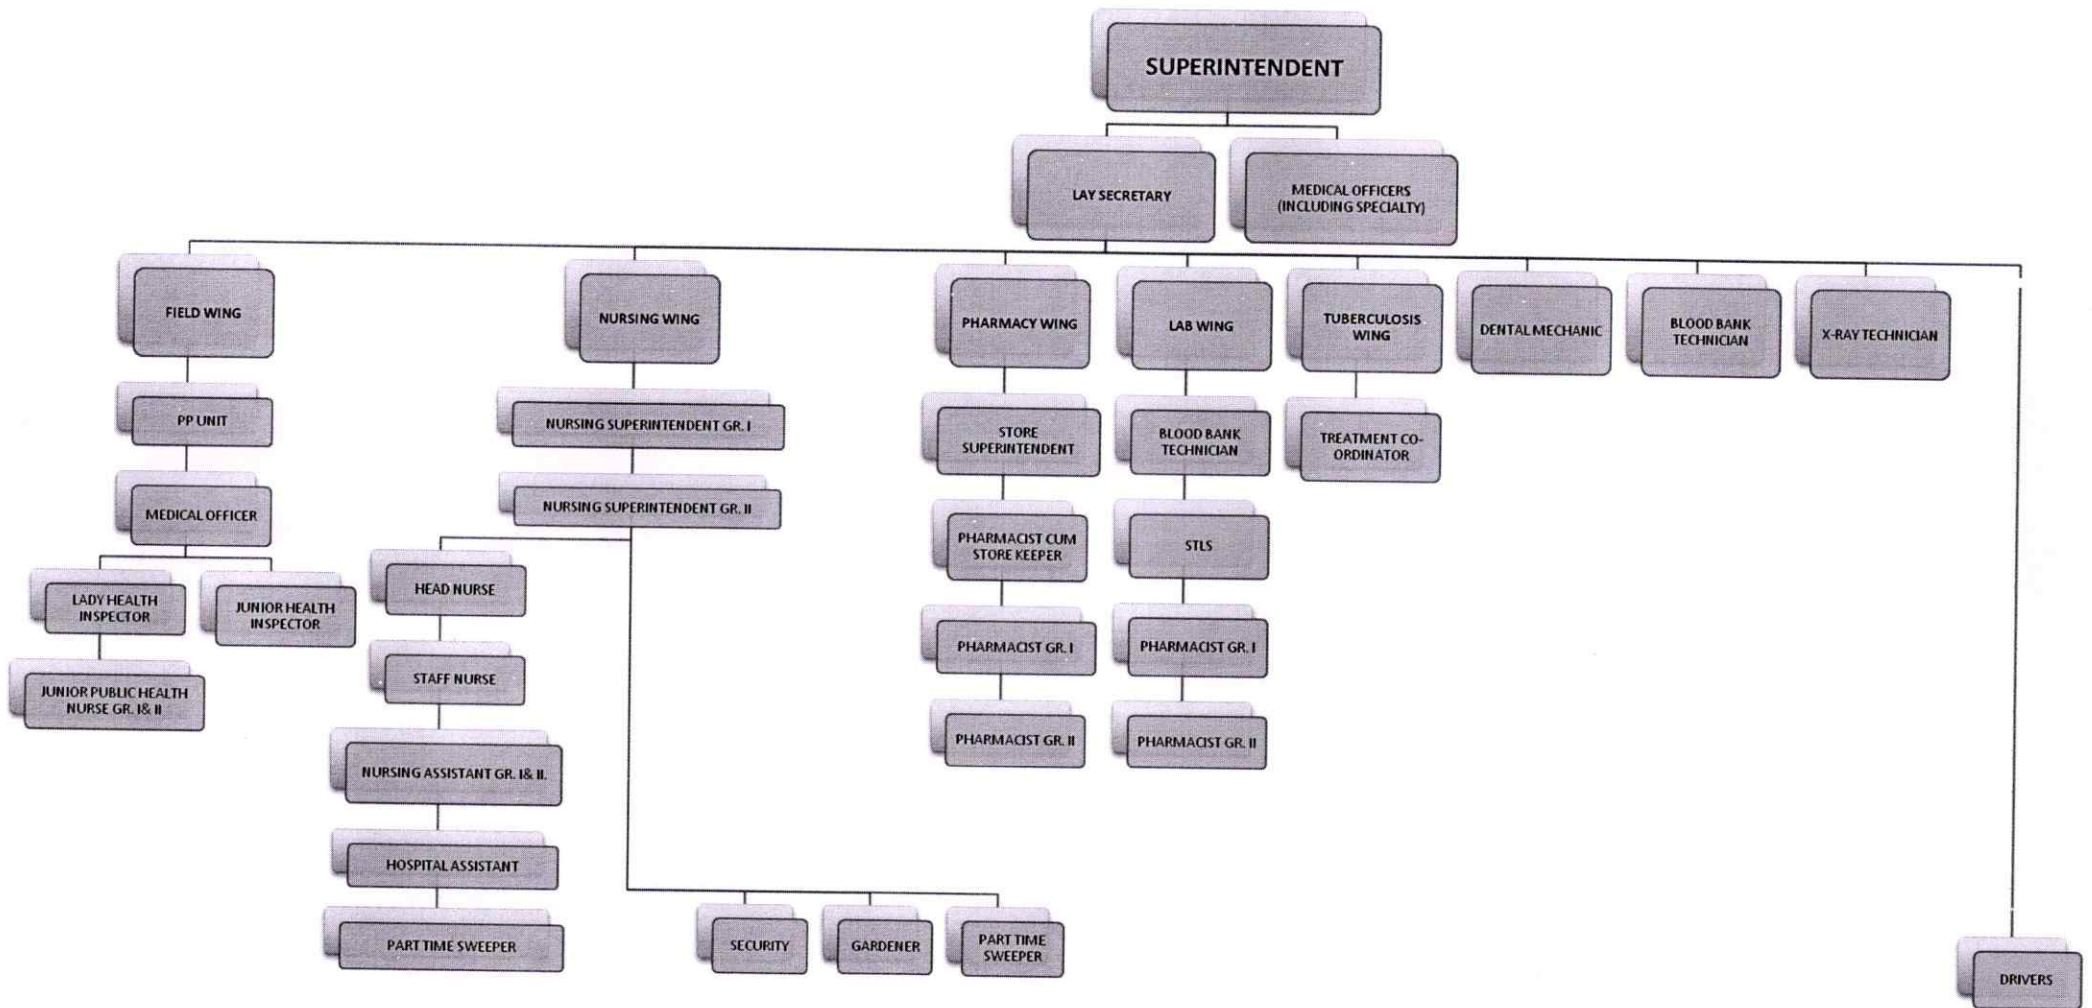 SUPERINTENDENT
LAY SECRETARY
MEDICAL OFFICERS
(INCLUDING SPECIALTY)
FIELD WING
NURSING WING
PHARMACY WING
LAB WING
TUBERCULOSIS
WING
DENTAL MECHANIC
BLOOD BANK
TECHNICIAN
X-RAY TECHNICIAN
PP UNIT
NURSING SUPERINTENDENT GR. I
STORE
SUPERINTENDENT
BLOOD BANK
TECHNICIAN
TREATMENT CO-
ORDINATOR
MEDICAL OFFICER
NURSING SUPERINTENDENT GR. II
PHARMACIST CUM
STORE KEEPER
STLS
LADY HEALTH
INSPECTOR
JUNIOR HEALTH
INSPECTOR
HEAD NURSE
PHARMACIST GR. I
PHARMACIST GR. I
JUNIOR PUBLIC HEALTH
NURSE GR. I& II
STAFF NURSE
PHARMACIST GR. II
PHARMACIST GR. II
NURSING ASSISTANT GR. I& II.
HOSPITAL ASSISTANT
PART TIME SWEEPER
SECURITY
GARDENER
PART TIME
SWEEPER
DRIVERS